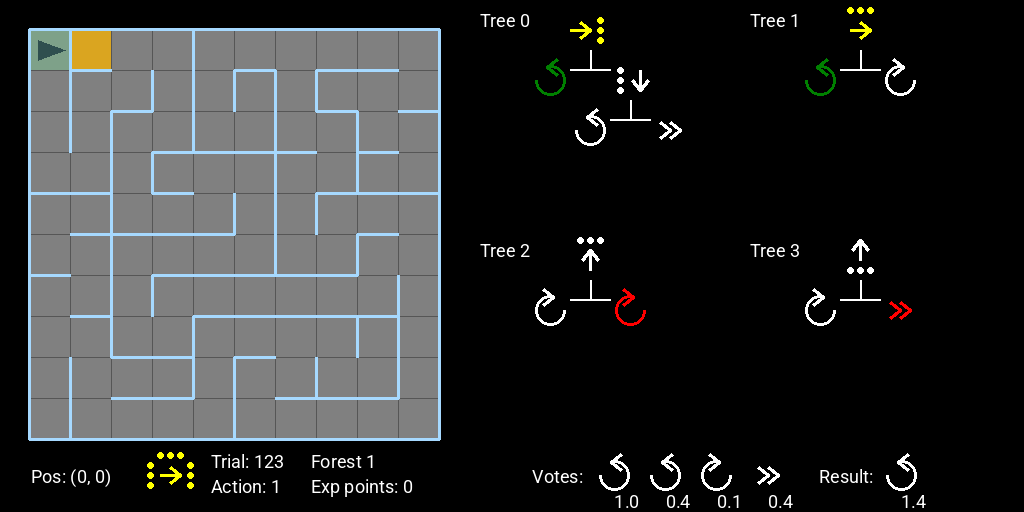 Tree 0
Tree 1
Tree 2
Tree 3
Pos: (0, 0)
Trial: 123
Forest 1
Action: 1
Exp points: 0
Votes:
1.0
0.4
0.1
0.4
Result:
1.4